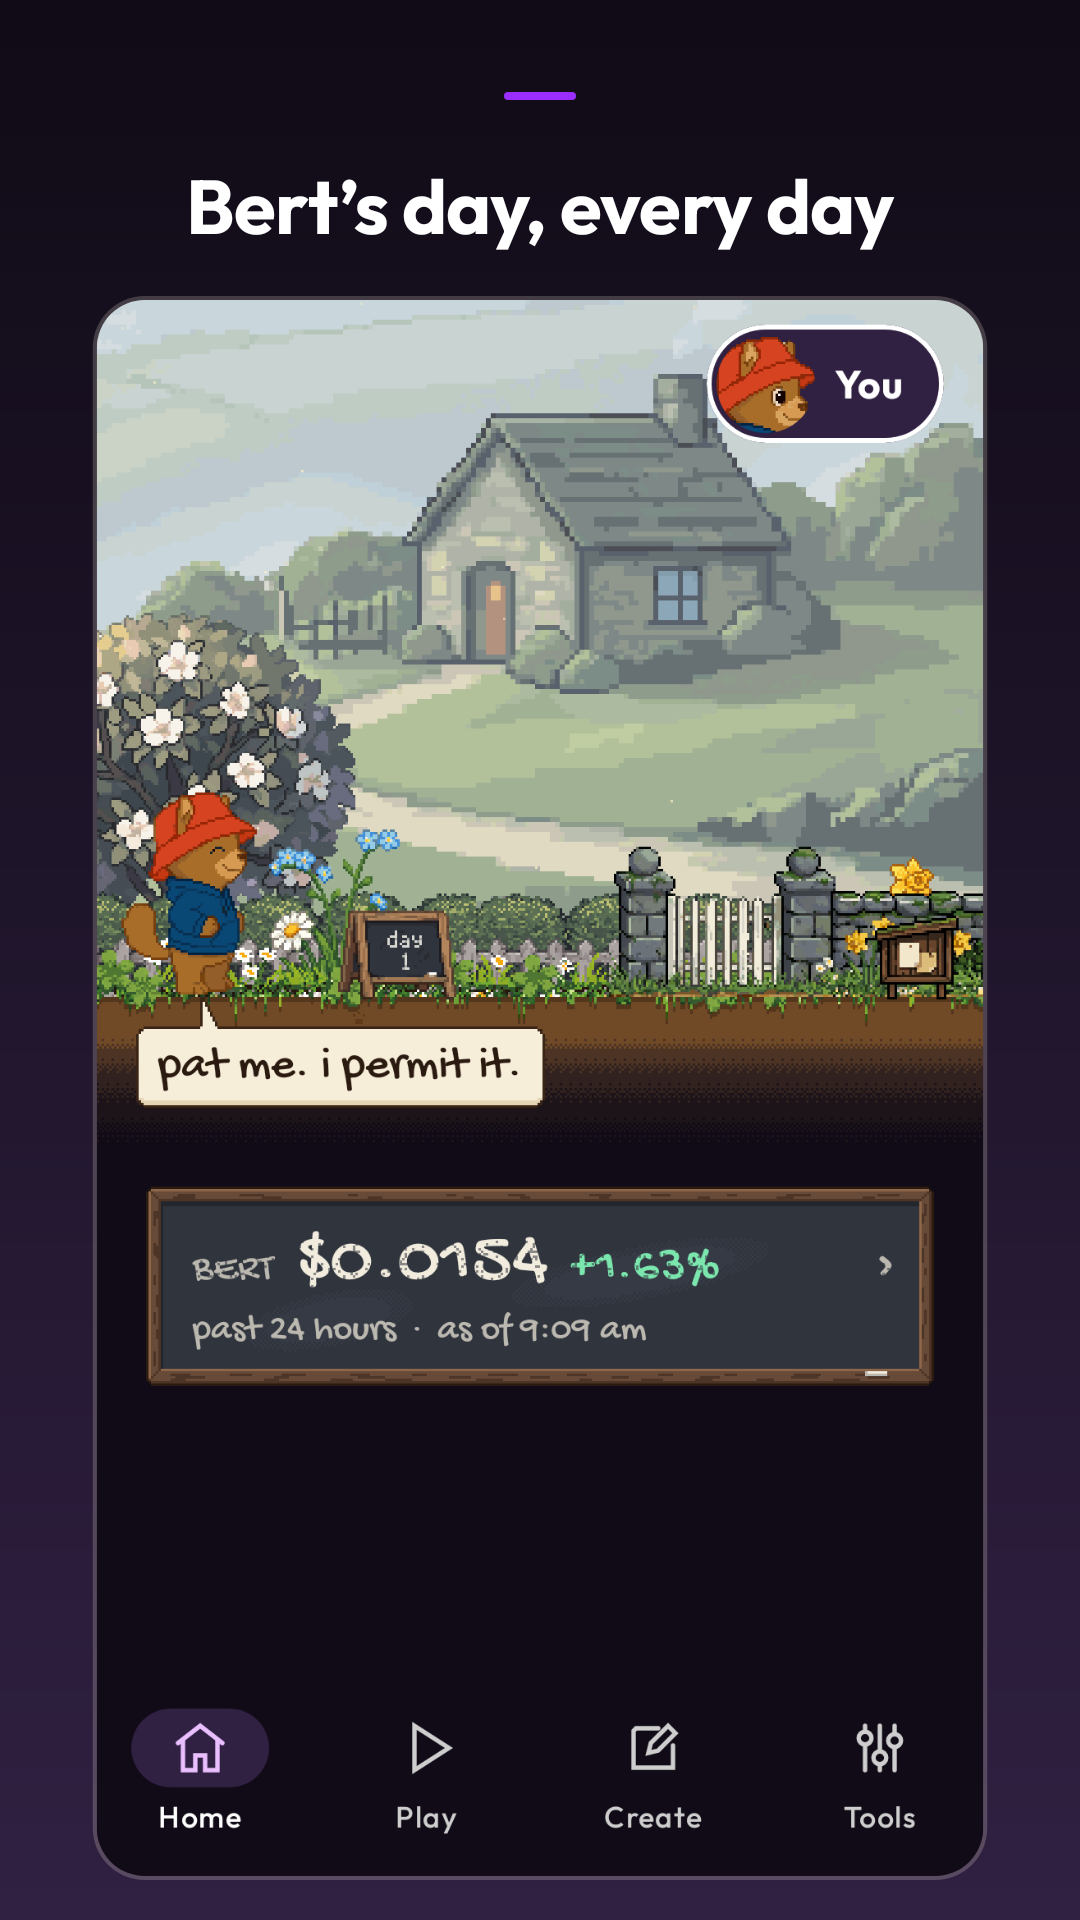 Bert’s day, every day
You
day
1
pat me. i permit it.
BERT $0.0154 +1.63% ›
past 24 hours · as of 9:09 am
Home
Play
Create
Tools